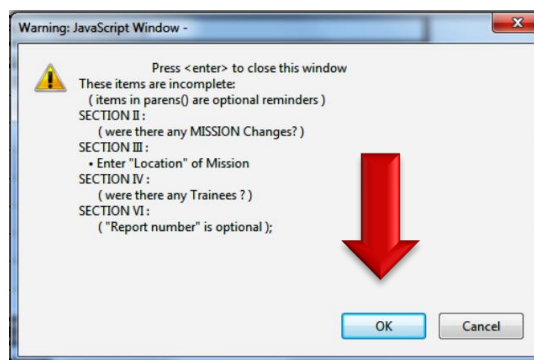 Warning: JavaScript Window -
Press <enter> to close this window
These items are incomplete:
( items in parens() are optional reminders )
SECTION II :
( were there any MISSION Changes? )
SECTION III :
• Enter "Location" of Mission
SECTION IV :
( were there any Trainees ? )
SECTION VI :
( "Report number" is optional );
OK
Cancel